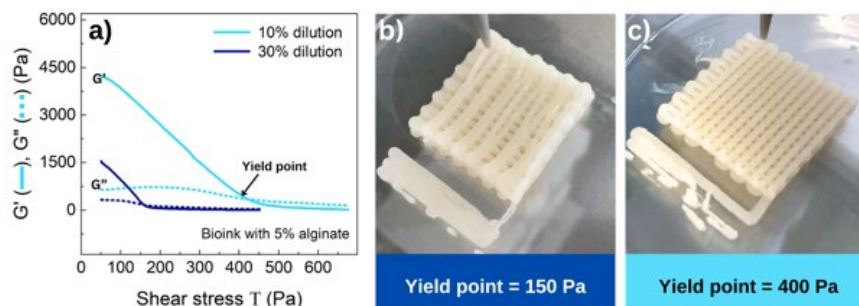 a)
10% dilution
30% dilution
G'
G"
Yield point
Bioink with 5% alginate
G' (—), G" (···) (Pa)
6000
4500
3000
1500
0
0 100 200 300 400 500 600
Shear stress T (Pa)
b)
Yield point = 150 Pa
c)
Yield point = 400 Pa